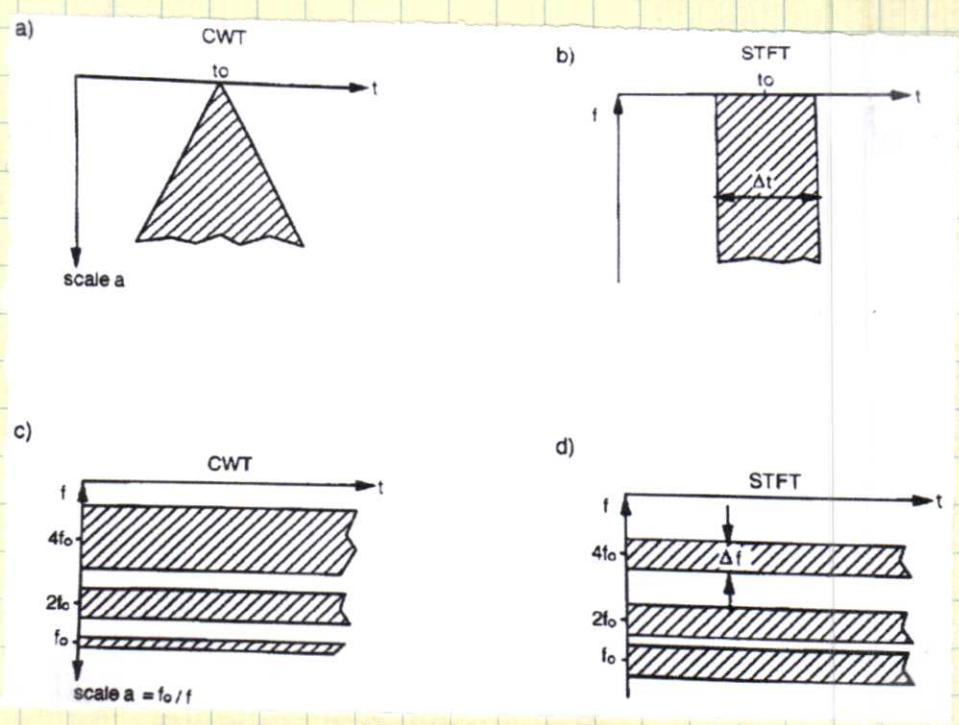 a)
CWT
to
t
scale a
b)
STFT
to
t
f
Δt
c)
CWT
t
f
4fo
2fo
fo
scale a = fo / f
d)
STFT
t
f
4fo
Δf
2fo
fo